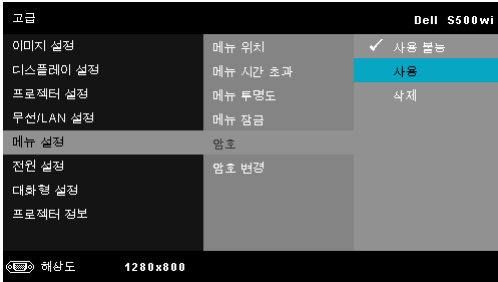 고급
Dell S500wi
이미지 설정
디스플레이 설정
프로젝터 설정
무선/LAN 설정
메뉴 설정
전원 설정
대화형 설정
프로젝터 정보
메뉴 위치
메뉴 시간 초과
메뉴 투명도
메뉴 잠금
암호
암호 변경
사용 불능
사용
삭제
해상도 1280x800